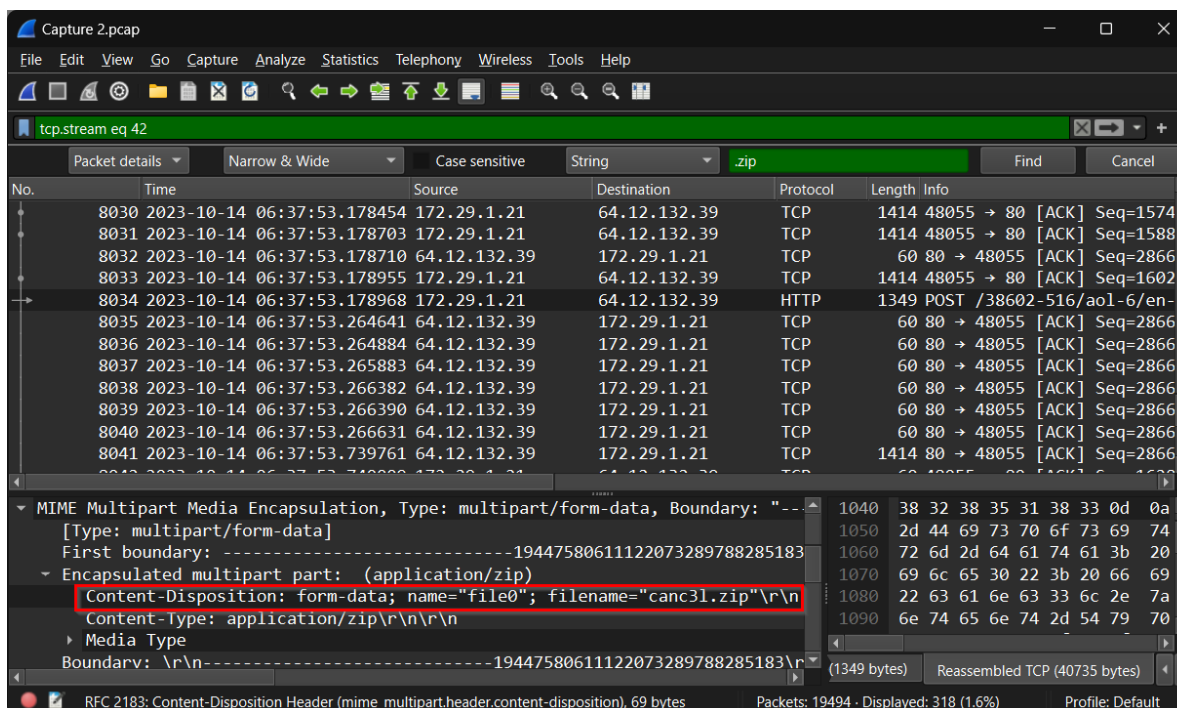 Capture 2.pcap
File Edit View Go Capture Analyze Statistics Telephony Wireless Tools Help
tcp.stream eq 42
Packet details Narrow & Wide Case sensitive String .zip Find Cancel
No. Time Source Destination Protocol Length Info
8030 2023-10-14 06:37:53.178454 172.29.1.21 64.12.132.39 TCP 1414 48055 → 80 [ACK] Seq=1574
8031 2023-10-14 06:37:53.178703 172.29.1.21 64.12.132.39 TCP 1414 48055 → 80 [ACK] Seq=1588
8032 2023-10-14 06:37:53.178710 64.12.132.39 172.29.1.21 TCP 60 80 → 48055 [ACK] Seq=2866
8033 2023-10-14 06:37:53.178955 172.29.1.21 64.12.132.39 TCP 1414 48055 → 80 [ACK] Seq=1602
8034 2023-10-14 06:37:53.178968 172.29.1.21 64.12.132.39 HTTP 1349 POST /38602-516/aol-6/en-
8035 2023-10-14 06:37:53.264641 64.12.132.39 172.29.1.21 TCP 60 80 → 48055 [ACK] Seq=2866
8036 2023-10-14 06:37:53.264884 64.12.132.39 172.29.1.21 TCP 60 80 → 48055 [ACK] Seq=2866
8037 2023-10-14 06:37:53.265883 64.12.132.39 172.29.1.21 TCP 60 80 → 48055 [ACK] Seq=2866
8038 2023-10-14 06:37:53.266382 64.12.132.39 172.29.1.21 TCP 60 80 → 48055 [ACK] Seq=2866
8039 2023-10-14 06:37:53.266390 64.12.132.39 172.29.1.21 TCP 60 80 → 48055 [ACK] Seq=2866
8040 2023-10-14 06:37:53.266631 64.12.132.39 172.29.1.21 TCP 60 80 → 48055 [ACK] Seq=2866
8041 2023-10-14 06:37:53.739761 64.12.132.39 172.29.1.21 TCP 1414 80 → 48055 [ACK] Seq=2866
MIME Multipart Media Encapsulation, Type: multipart/form-data, Boundary: "---
[Type: multipart/form-data]
First boundary: -----------------------------19447580611122073289788285183
Encapsulated multipart part: (application/zip)
Content-Disposition: form-data; name="file0"; filename="canc3l.zip"\r\n
Content-Type: application/zip\r\n\r\n
Media Type
Boundary: \r\n-----------------------------19447580611122073289788285183\r
1040 38 32 38 35 31 38 33 0d 0a
1050 2d 44 69 73 70 6f 73 69 74
1060 72 6d 2d 64 61 74 61 3b 20
1070 69 6c 65 30 22 3b 20 66 69
1080 22 63 61 6e 63 33 6c 2e 7a
1090 6e 74 65 6e 74 2d 54 79 70
(1349 bytes) Reassembled TCP (40735 bytes)
RFC 2183: Content-Disposition Header (mime_multipart.header.content-disposition), 69 bytes Packets: 19494 · Displayed: 318 (1.6%) Profile: Default